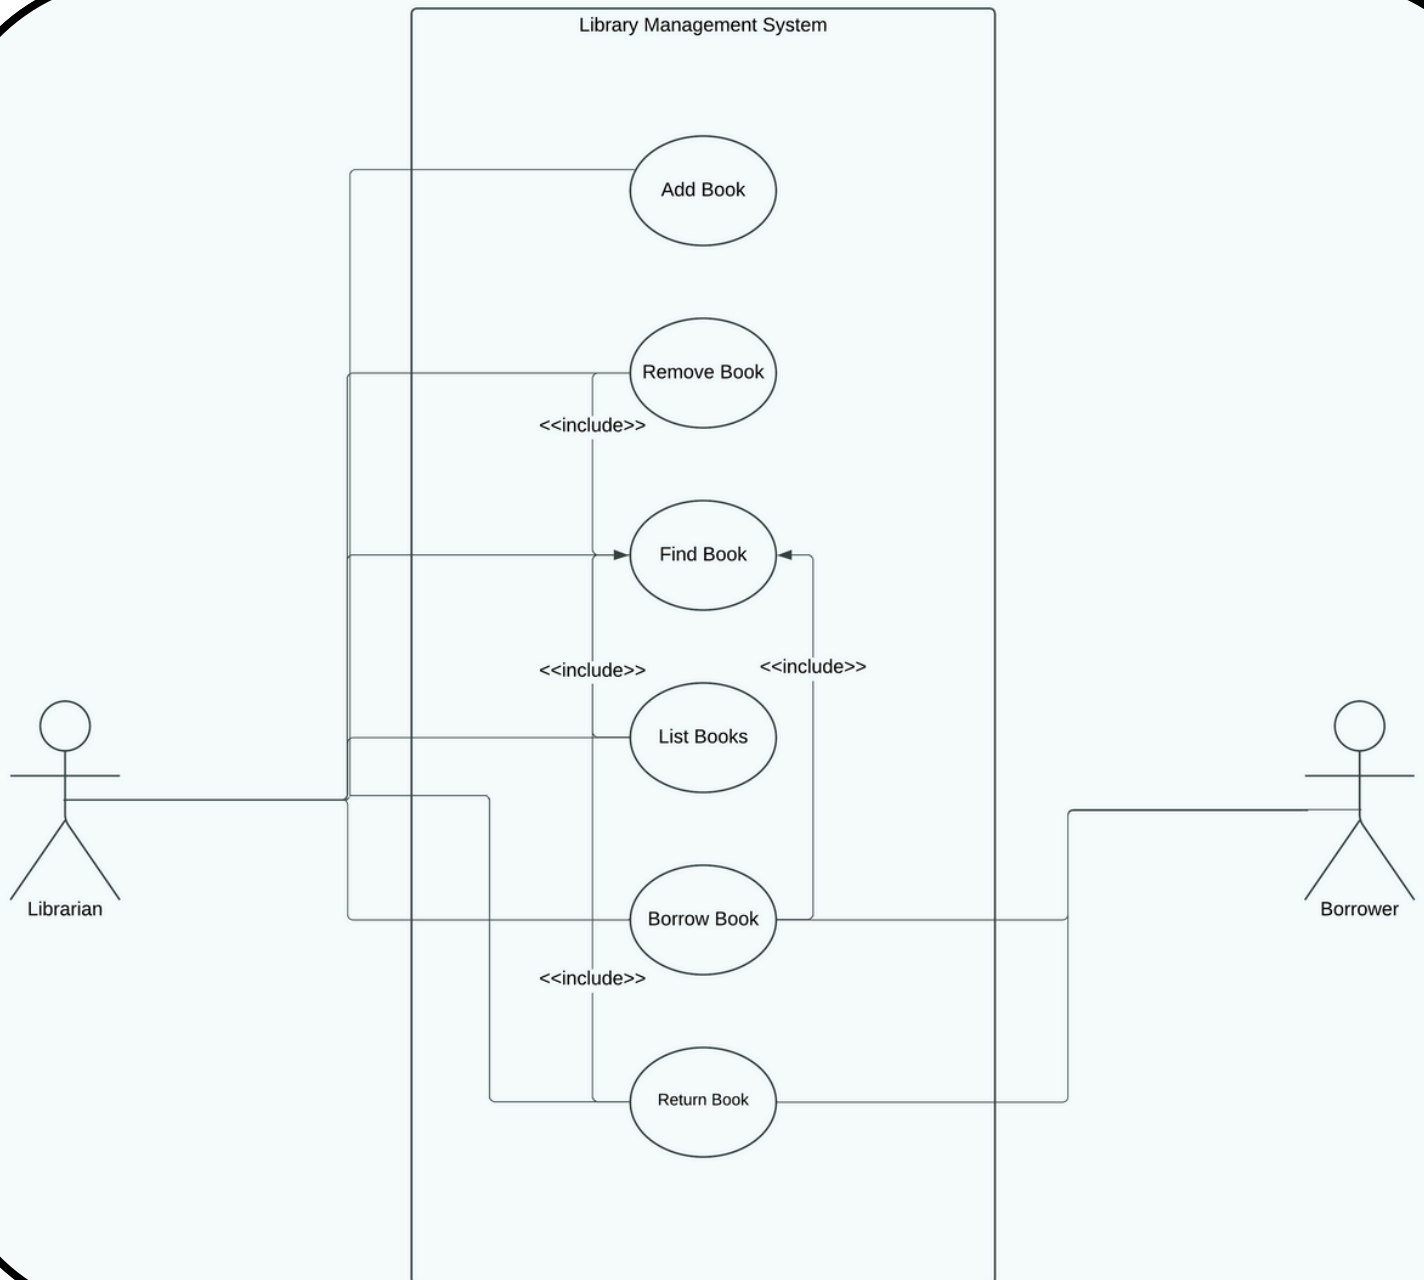 Library Management System
Add Book
Remove Book
<<include>>
Find Book
<<include>>
<<include>>
List Books
Librarian
Borrower
Borrow Book
<<include>>
Return Book